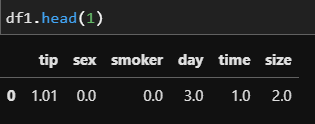 df1.head(1)
tip sex smoker day time size
0 1.01 0.0 0.0 3.0 1.0 2.0